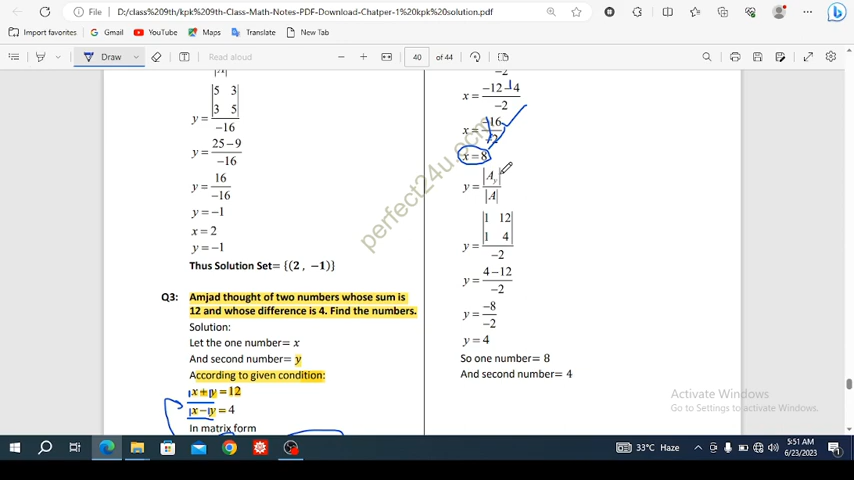 File
D:/class%209th/kpk%209th-Class-Math-Notes-PDF-Download-Chatper-1%20kpk%20solution.pdf
Import favorites
Gmail
YouTube
Maps
Translate
New Tab
Draw
Read aloud
40 of 44
|A|
y = |5 3|
|3 5|
-16
y = 25-9
-16
y = 16
-16
y = -1
x = 2
y = -1
Thus Solution Set= {(2 , -1)}
Q3: Amjad thought of two numbers whose sum is
12 and whose difference is 4. Find the numbers.
Solution:
Let the one number= x
And second number= y
According to given condition:
x + y = 12
x - y = 4
In matrix form
-2
x = -12-4
-2
x = -16
-2
x = 8
y = |Ay|
|A|
y = |1 12|
|1 4|
-2
y = 4-12
-2
y = -8
-2
y = 4
So one number= 8
And second number= 4
perfect24u.com
Activate Windows
Go to Settings to activate Windows.
33°C Haze
5:51 AM
6/23/2023